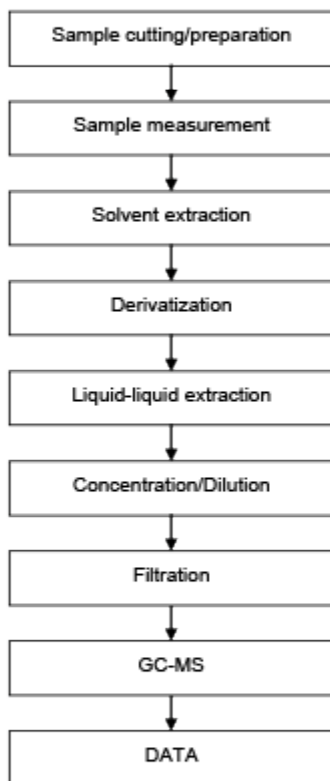 Sample cutting/preparation
Sample measurement
Solvent extraction
Derivatization
Liquid-liquid extraction
Concentration/Dilution
Filtration
GC-MS
DATA